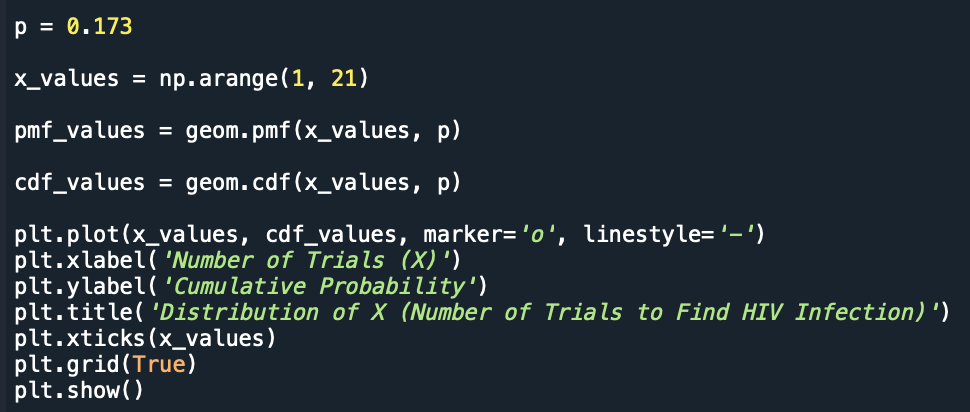 p = 0.173
x_values = np.arange(1, 21)
pmf_values = geom.pmf(x_values, p)
cdf_values = geom.cdf(x_values, p)
plt.plot(x_values, cdf_values, marker='o', linestyle='-')
plt.xlabel('Number of Trials (X)')
plt.ylabel('Cumulative Probability')
plt.title('Distribution of X (Number of Trials to Find HIV Infection)')
plt.xticks(x_values)
plt.grid(True)
plt.show()